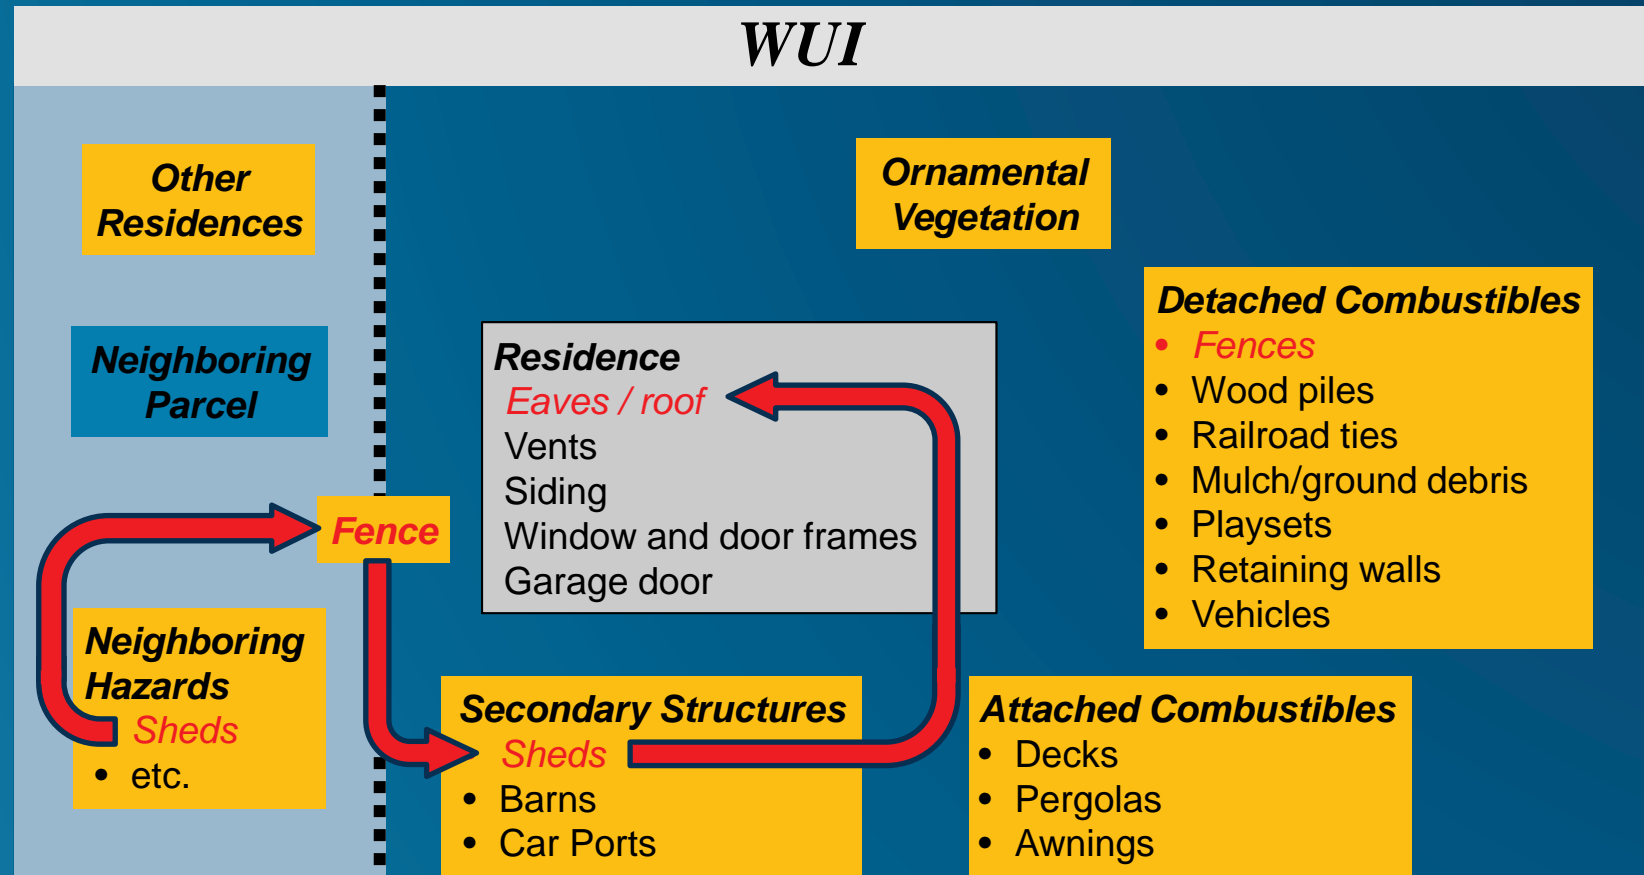 WUI
Other
Residences
Neighboring
Parcel
Fence
Neighboring
Hazards
Sheds
• etc.
Ornamental
Vegetation
Residence
Eaves / roof
Vents
Siding
Window and door frames
Garage door
Detached Combustibles
• Fences
• Wood piles
• Railroad ties
• Mulch/ground debris
• Playsets
• Retaining walls
• Vehicles
Secondary Structures
Sheds
• Barns
• Car Ports
Attached Combustibles
• Decks
• Pergolas
• Awnings